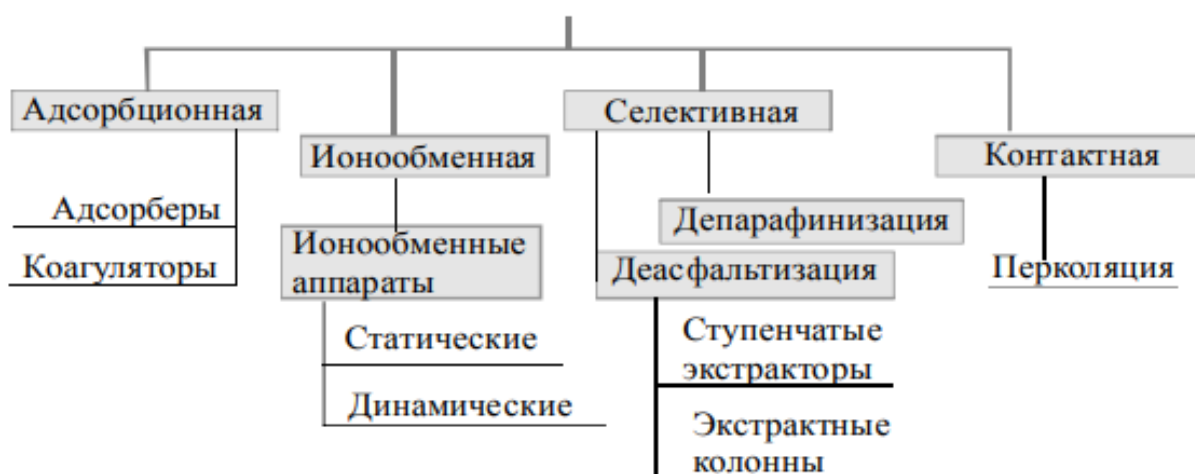 Адсорбционная
Адсорберы
Коагуляторы
Ионообменная
Ионообменные
аппараты
Статические
Динамические
Селективная
Депарафинизация
Деасфальтизация
Ступенчатые
экстракторы
Экстрактные
колонны
Контактная
Перколяция